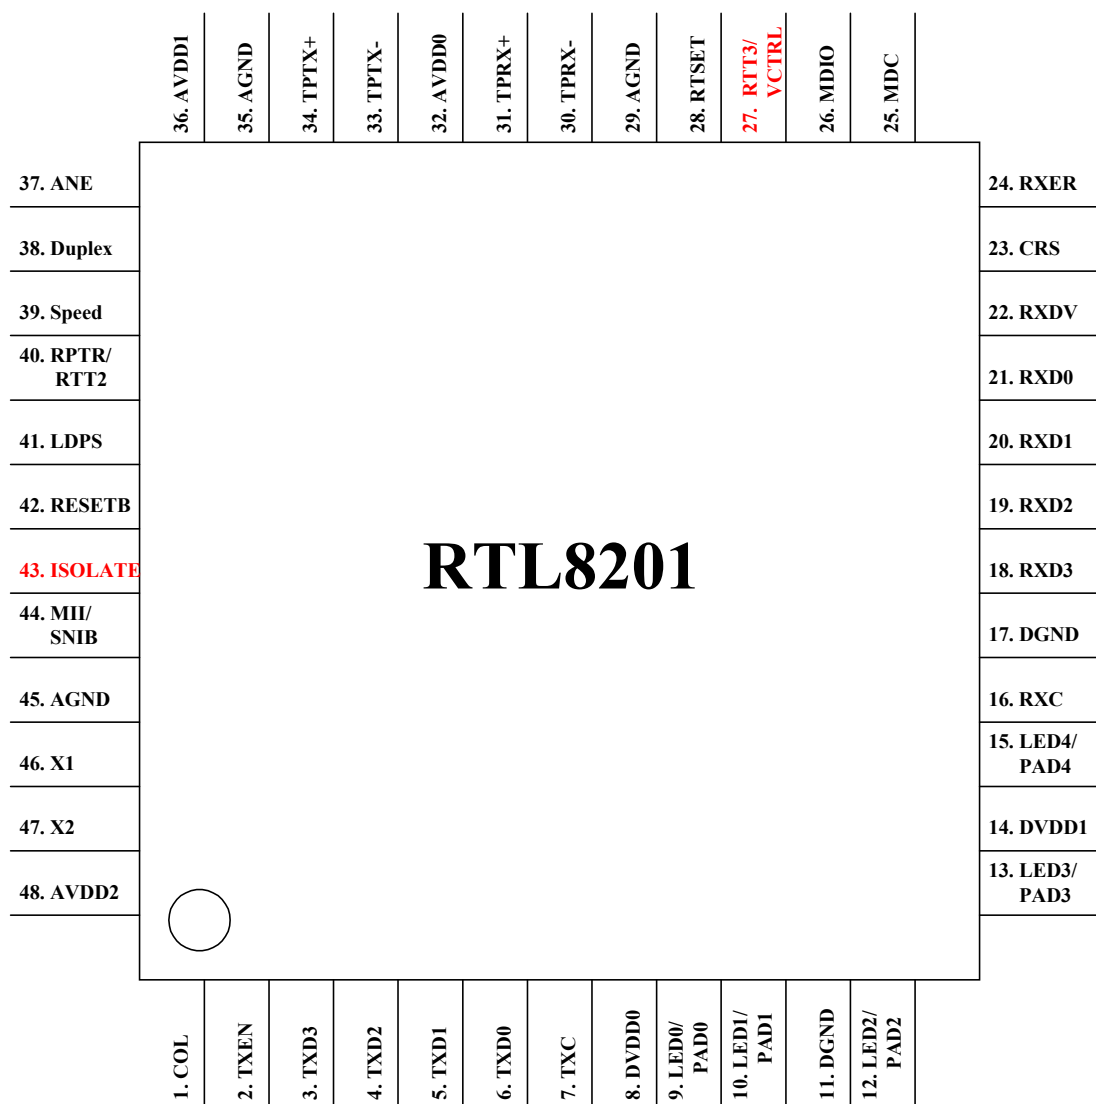 36. AVDD1
35. AGND
34. TPTX+
33. TPTX-
32. AVDD0
31. TPRX+
30. TPRX-
29. AGND
28. RTSET
27. RTT3/
VCTRL
26. MDIO
25. MDC
37. ANE
38. Duplex
39. Speed
40. RPTR/
RTT2
41. LDPS
42. RESETB
43. ISOLATE
44. MII/
SNIB
45. AGND
46. X1
47. X2
48. AVDD2
RTL8201
24. RXER
23. CRS
22. RXDV
21. RXD0
20. RXD1
19. RXD2
18. RXD3
17. DGND
16. RXC
15. LED4/
PAD4
14. DVDD1
13. LED3/
PAD3
1. COL
2. TXEN
3. TXD3
4. TXD2
5. TXD1
6. TXD0
7. TXC
8. DVDD0
9. LED0/
PAD0
10. LED1/
PAD1
11. DGND
12. LED2/
PAD2